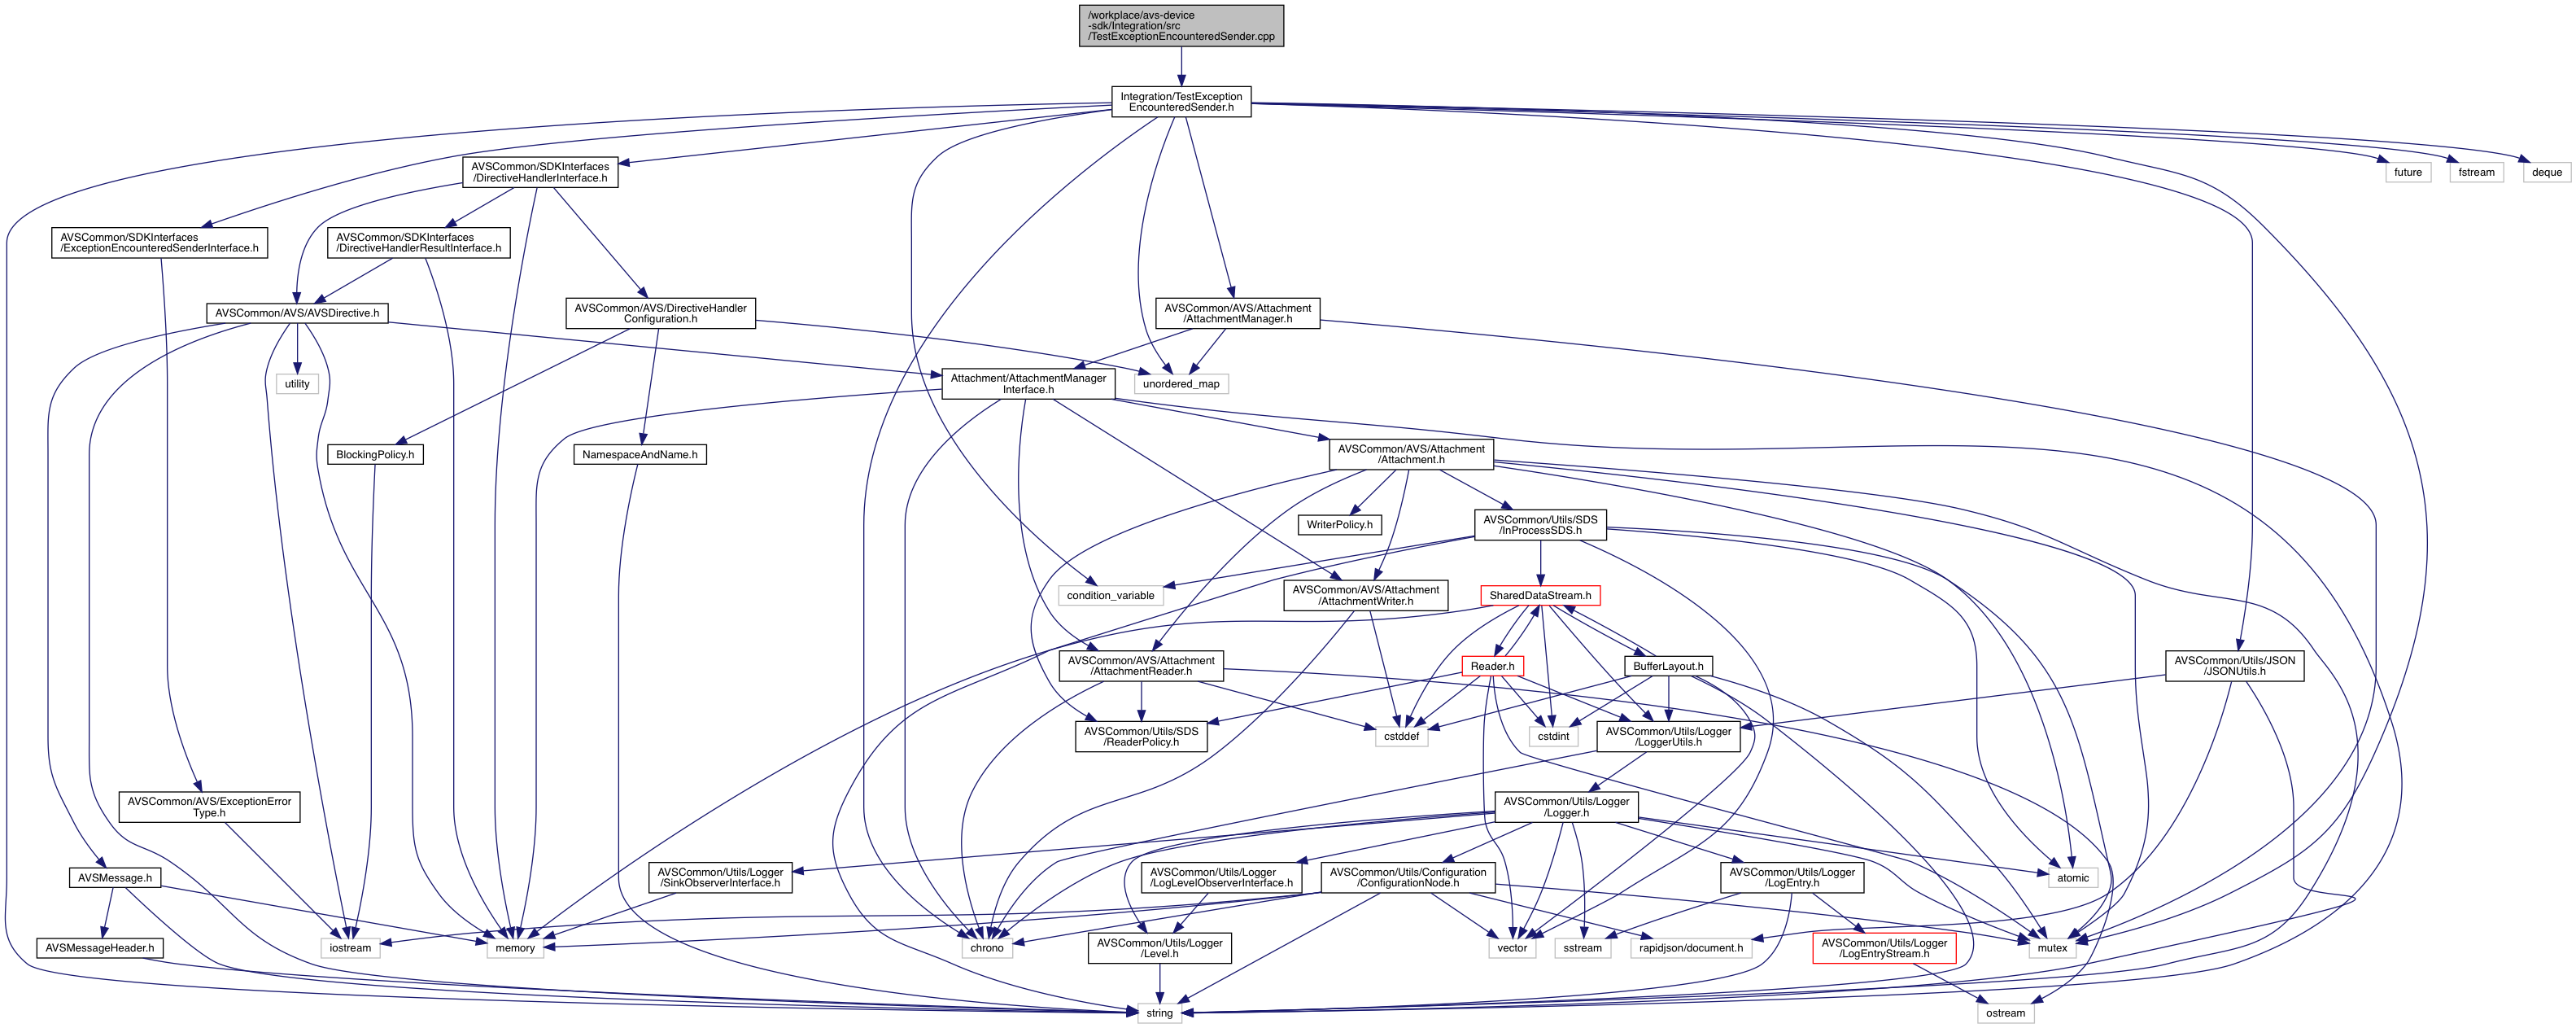 /workplace/avs-device
-sdk/Integration/src
/TestExceptionEncounteredSender.cpp
Integration/TestException
EncounteredSender.h
AVSCommon/SDKInterfaces
/DirectiveHandlerInterface.h
future
fstream
deque
AVSCommon/SDKInterfaces
/ExceptionEncounteredSenderInterface.h
AVSCommon/SDKInterfaces
/DirectiveHandlerResultInterface.h
AVSCommon/AVS/AVSDirective.h
AVSCommon/AVS/DirectiveHandler
Configuration.h
AVSCommon/AVS/Attachment
/AttachmentManager.h
utility
Attachment/AttachmentManager
Interface.h
unordered_map
BlockingPolicy.h
NamespaceAndName.h
AVSCommon/AVS/Attachment
/Attachment.h
WriterPolicy.h
AVSCommon/Utils/SDS
/InProcessSDS.h
condition_variable
AVSCommon/AVS/Attachment
/AttachmentWriter.h
SharedDataStream.h
AVSCommon/AVS/Attachment
/AttachmentReader.h
Reader.h
BufferLayout.h
AVSCommon/Utils/JSON
/JSONUtils.h
AVSCommon/Utils/SDS
/ReaderPolicy.h
cstddef
cstdint
AVSCommon/Utils/Logger
/LoggerUtils.h
AVSCommon/AVS/ExceptionError
Type.h
AVSCommon/Utils/Logger
/Logger.h
AVSMessage.h
AVSCommon/Utils/Logger
/SinkObserverInterface.h
AVSCommon/Utils/Logger
/LogLevelObserverInterface.h
AVSCommon/Utils/Configuration
/ConfigurationNode.h
AVSCommon/Utils/Logger
/LogEntry.h
atomic
AVSMessageHeader.h
iostream
memory
chrono
AVSCommon/Utils/Logger
/Level.h
vector
sstream
rapidjson/document.h
AVSCommon/Utils/Logger
/LogEntryStream.h
mutex
string
ostream